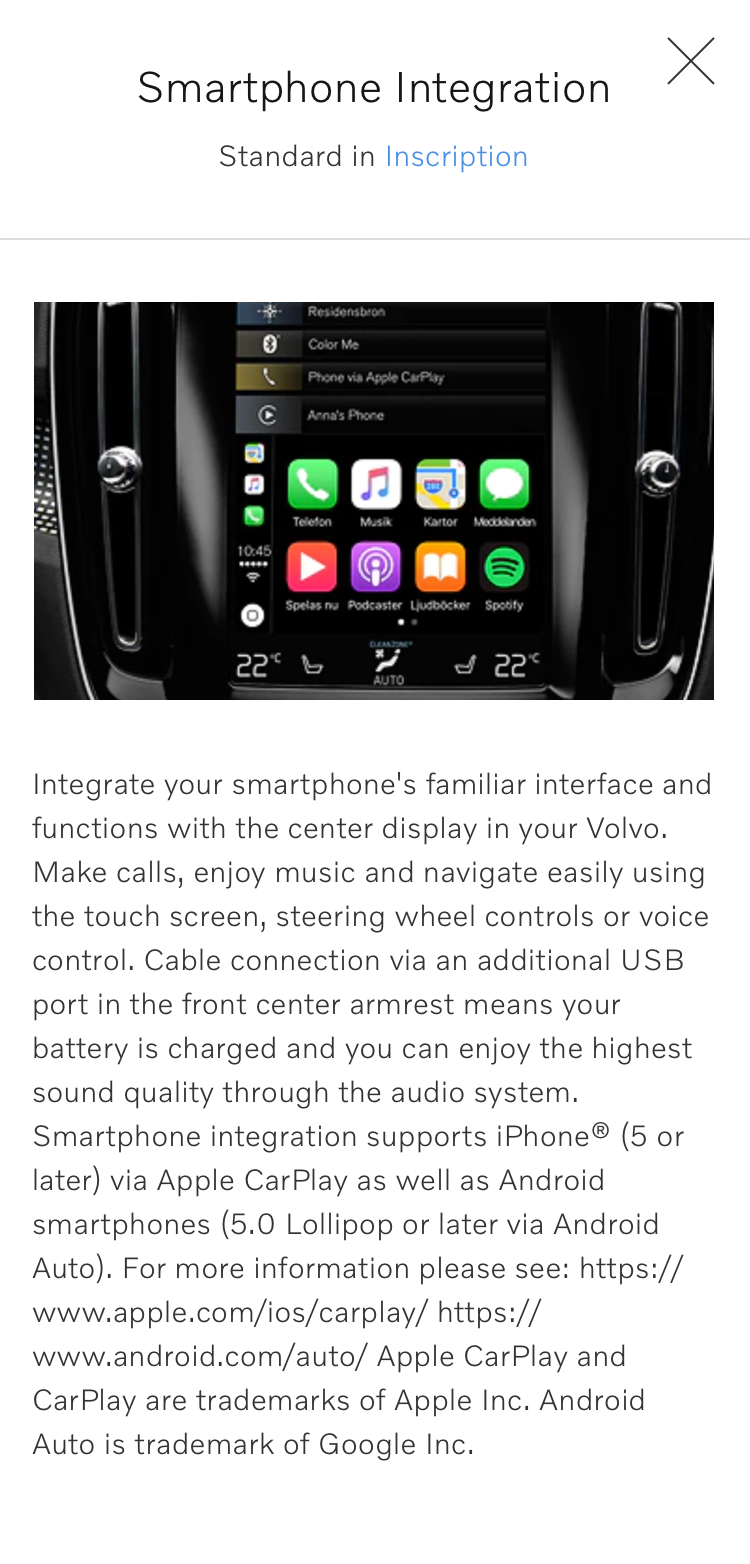 Smartphone Integration
Standard in Inscription
Residensbron
Color Me
Phone via Apple CarPlay
Anna's Phone
280
Telefon Musik Kartor Meddelanden
10:45
Spelas nu Podcaster Ljudböcker Spotify
CLEANZONE
22°C 22°C
AUTO
Integrate your smartphone's familiar interface and
functions with the center display in your Volvo.
Make calls, enjoy music and navigate easily using
the touch screen, steering wheel controls or voice
control. Cable connection via an additional USB
port in the front center armrest means your
battery is charged and you can enjoy the highest
sound quality through the audio system.
Smartphone integration supports iPhone® (5 or
later) via Apple CarPlay as well as Android
smartphones (5.0 Lollipop or later via Android
Auto). For more information please see: https://
www.apple.com/ios/carplay/ https://
www.android.com/auto/ Apple CarPlay and
CarPlay are trademarks of Apple Inc. Android
Auto is trademark of Google Inc.